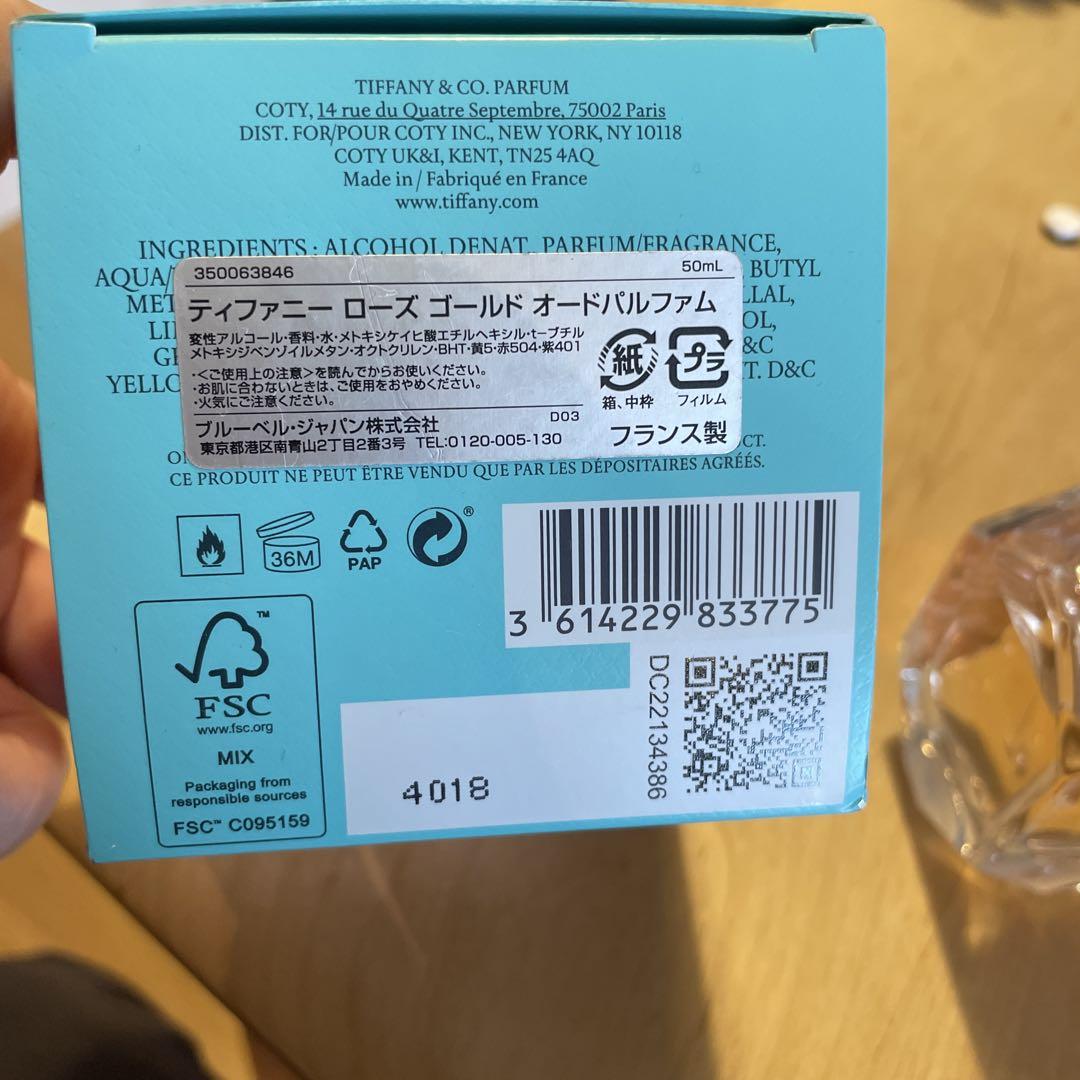 TIFFANY & CO. PARFUM
COTY, 14 rue du Quatre Septembre, 75002 Paris
DIST. FOR/POUR COTY INC., NEW YORK, NY 10118
COTY UK&I, KENT, TN25 4AQ
Made in / Fabriqué en France
www.tiffany.com
INGREDIENTS : ALCOHOL DENAT., PARFUM/FRAGRANCE,
AQUA/ BUTYL
350063846 50mL
ティファニー ローズ ゴールド オードパルファム
変性アルコール・香料・水・メトキシケイヒ酸エチルヘキシル・t-ブチル
メトキシジベンゾイルメタン・オクトクリレン・BHT・黄5・赤504・紫401
・<ご使用上の注意>を読んでからお使いください。
・お肌に合わないときは、ご使用をおやめください。
・火気にご注意ください。
紙 プラ
箱、中枠 フィルム
D03
ブルーベル・ジャパン株式会社
東京都港区南青山2丁目2番3号 TEL:0120-005-130
フランス製
YELLO T. D&C
CE PRODUIT NE PEUT ÊTRE VENDU QUE PAR LES DÉPOSITAIRES AGRÉÉS.
36M
PAP
®
3 614229 833775
FSC™
www.fsc.org
MIX
Packaging from
responsible sources
FSC™ C095159
4018
DC22134386